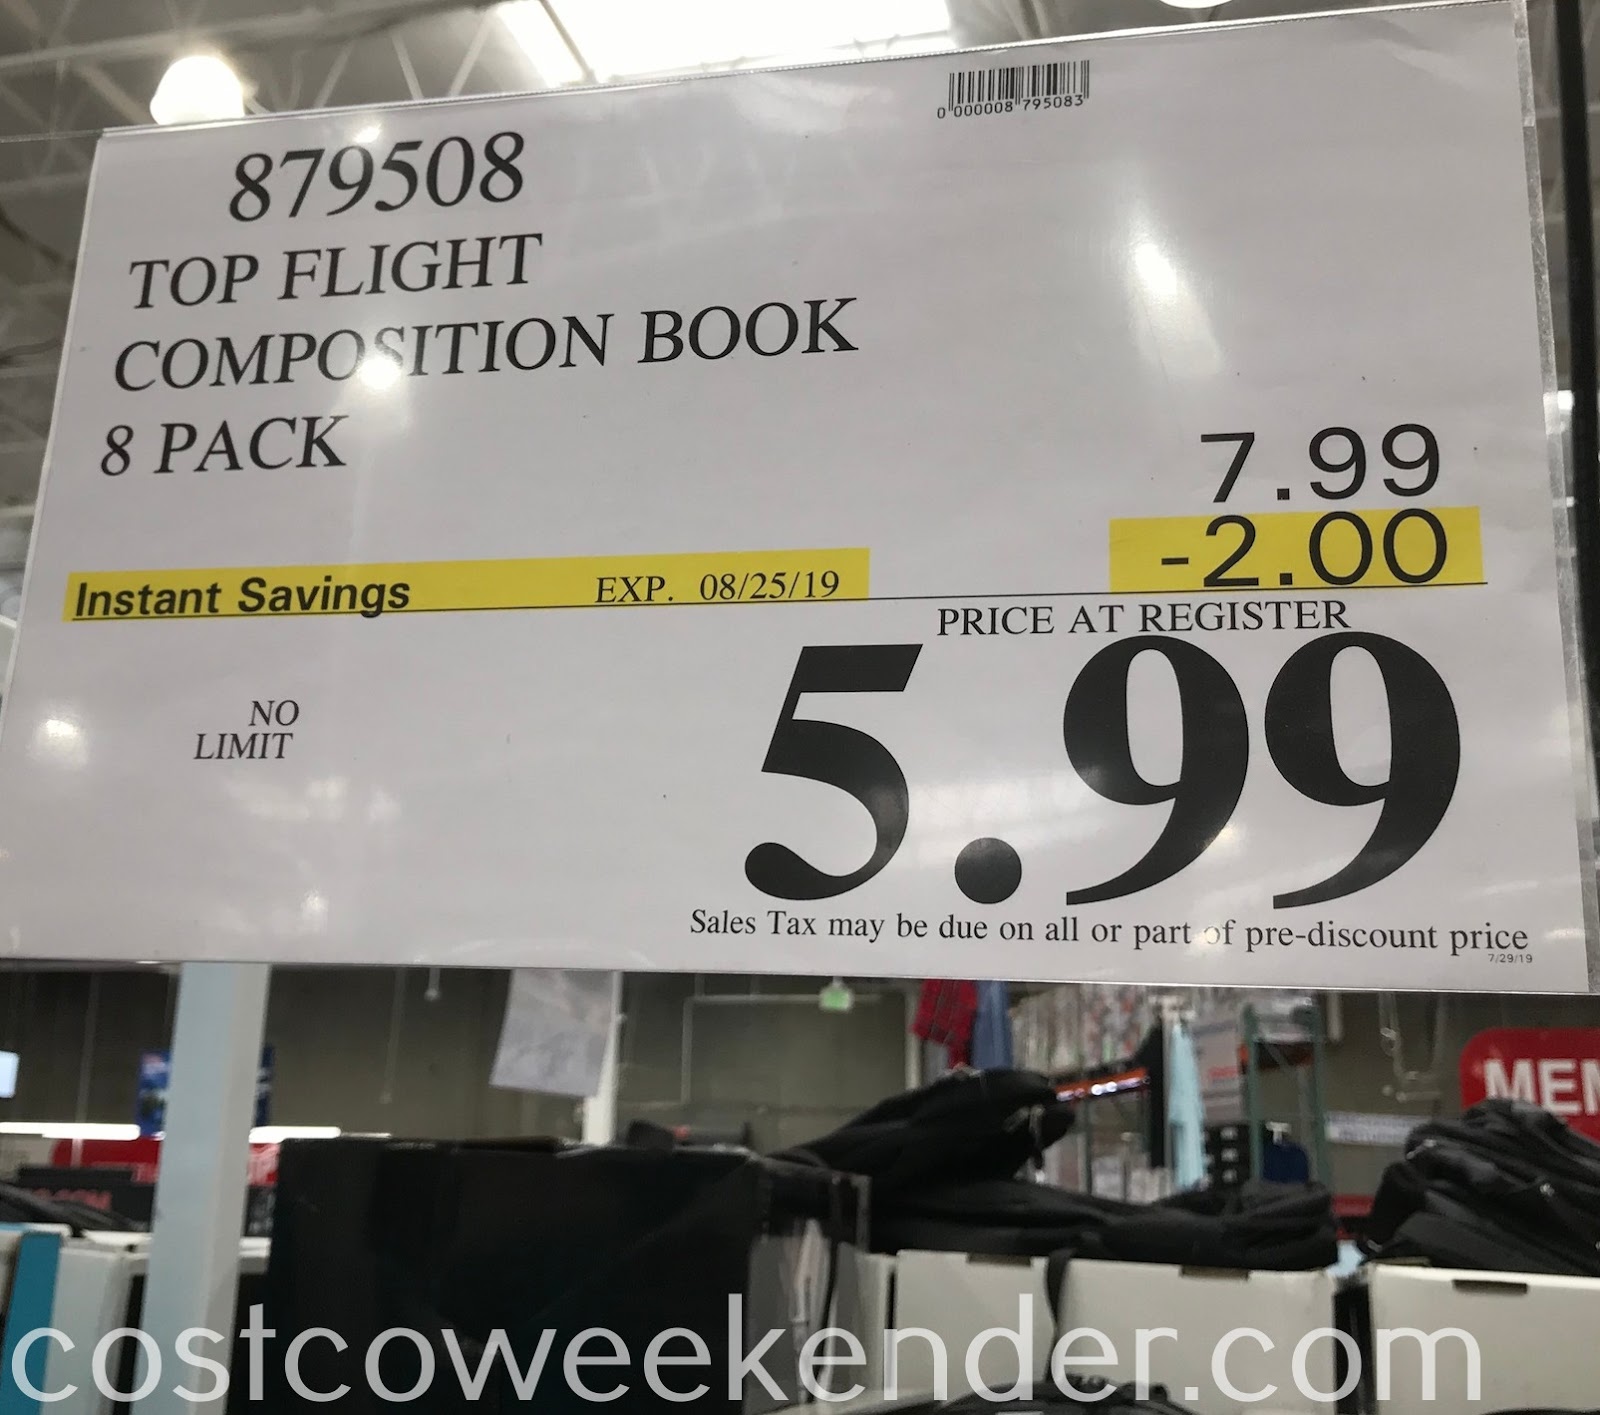 0 000008 795083
879508
TOP FLIGHT
COMPOSITION BOOK
8 PACK
7.99
-2.00
Instant Savings EXP. 08/25/19
PRICE AT REGISTER
5.99
NO
LIMIT
Sales Tax may be due on all or part of pre-discount price
7/29/19
MEM
costcoweekender.com